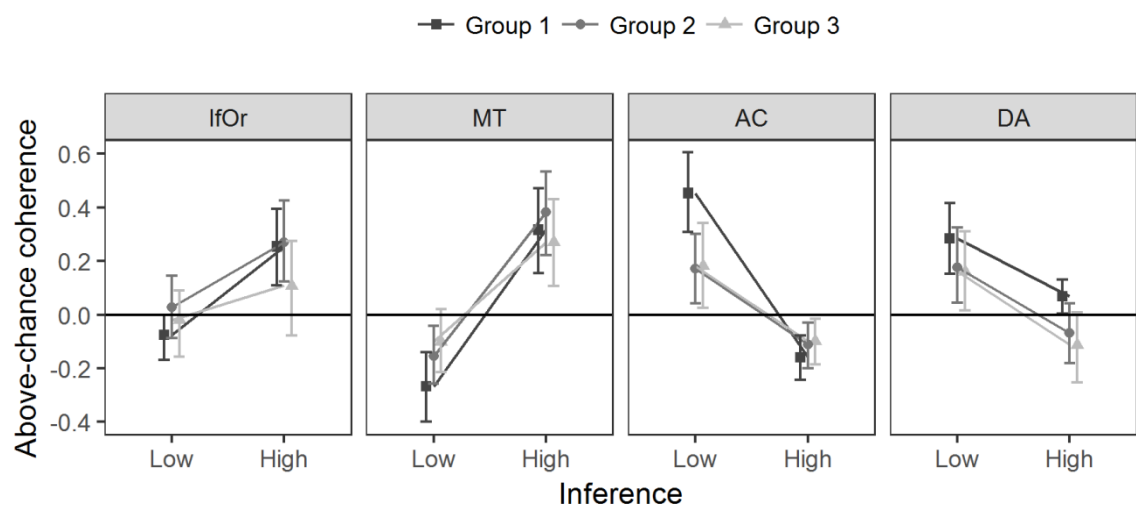 Group 1 Group 2 Group 3
IfOr MT AC DA
Above-chance coherence
0.6
0.4
0.2
0.0
-0.2
-0.4
Low High Low High Low High Low High
Inference